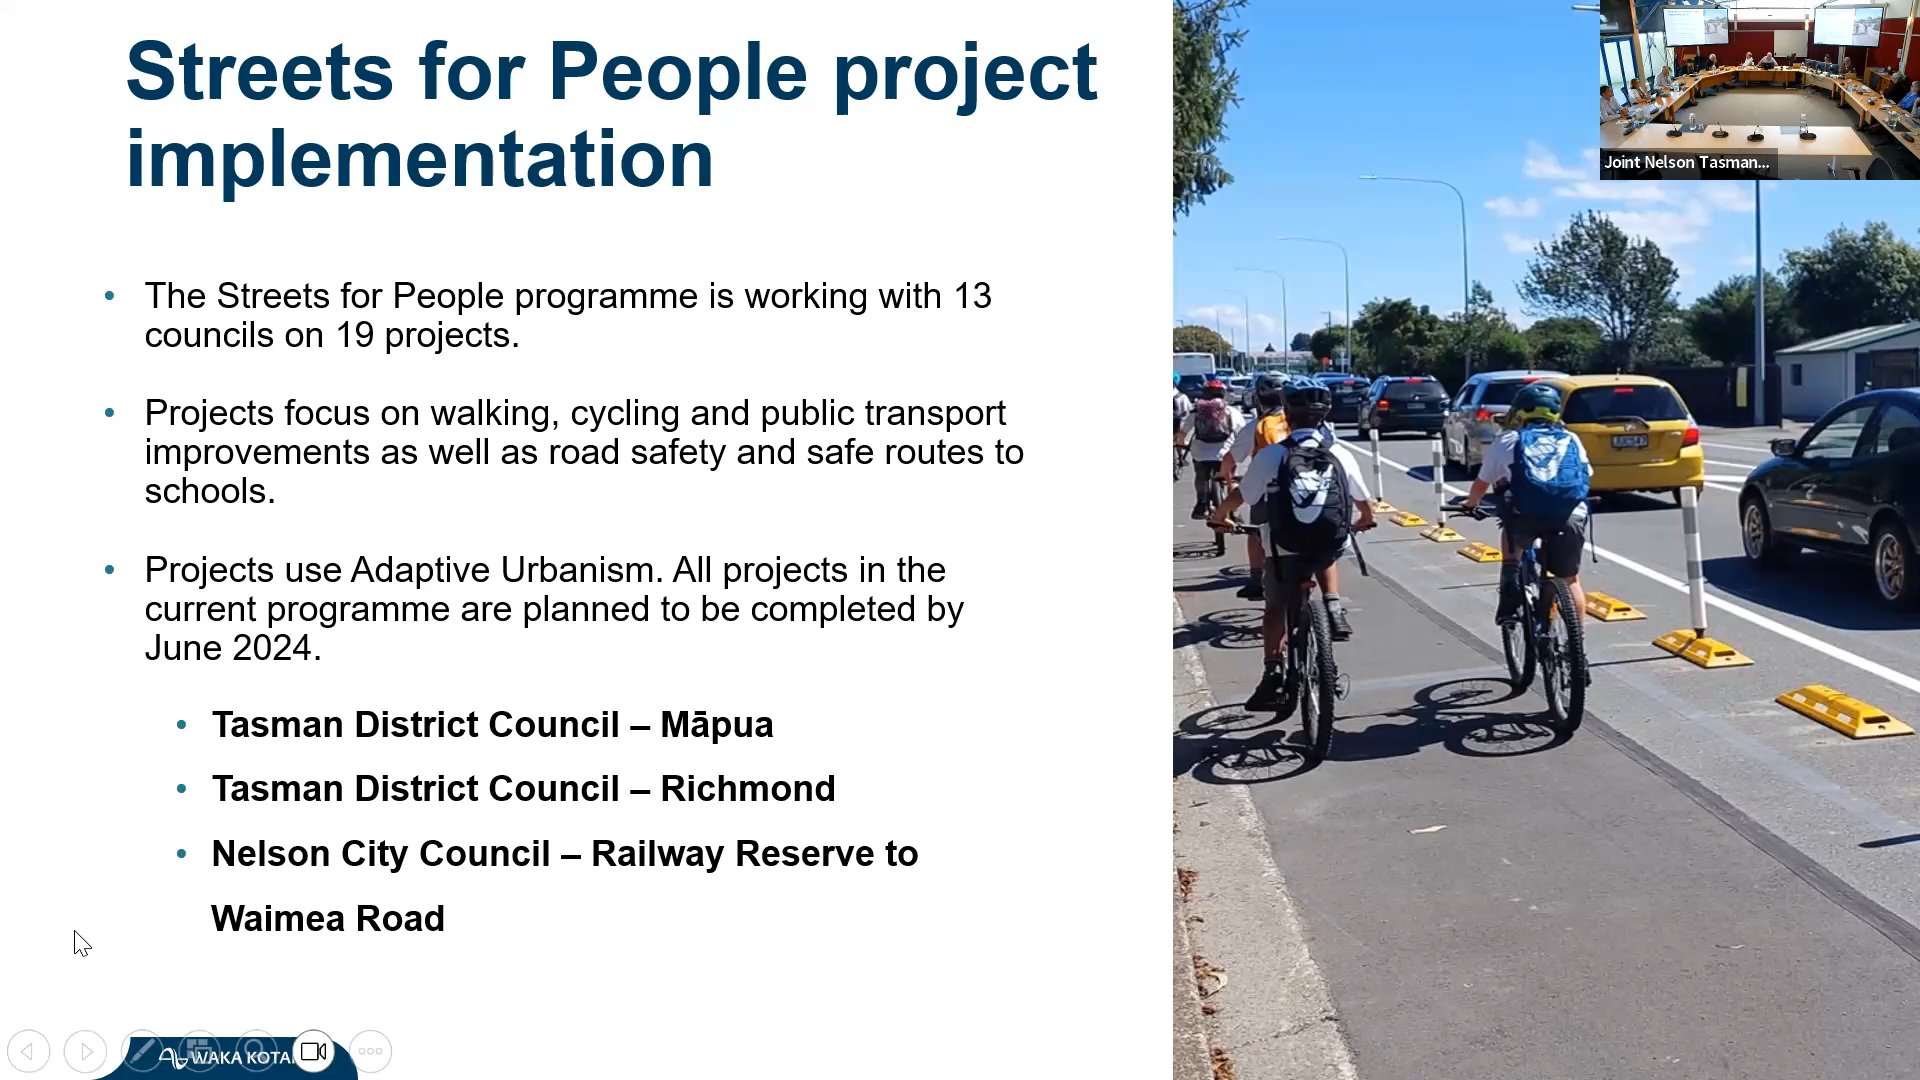 Streets for People project
implementation
Joint Nelson Tasman...
• The Streets for People programme is working with 13
councils on 19 projects.
• Projects focus on walking, cycling and public transport
improvements as well as road safety and safe routes to
schools.
• Projects use Adaptive Urbanism. All projects in the
current programme are planned to be completed by
June 2024.
• Tasman District Council – Māpua
• Tasman District Council – Richmond
• Nelson City Council – Railway Reserve to
Waimea Road
WAKA